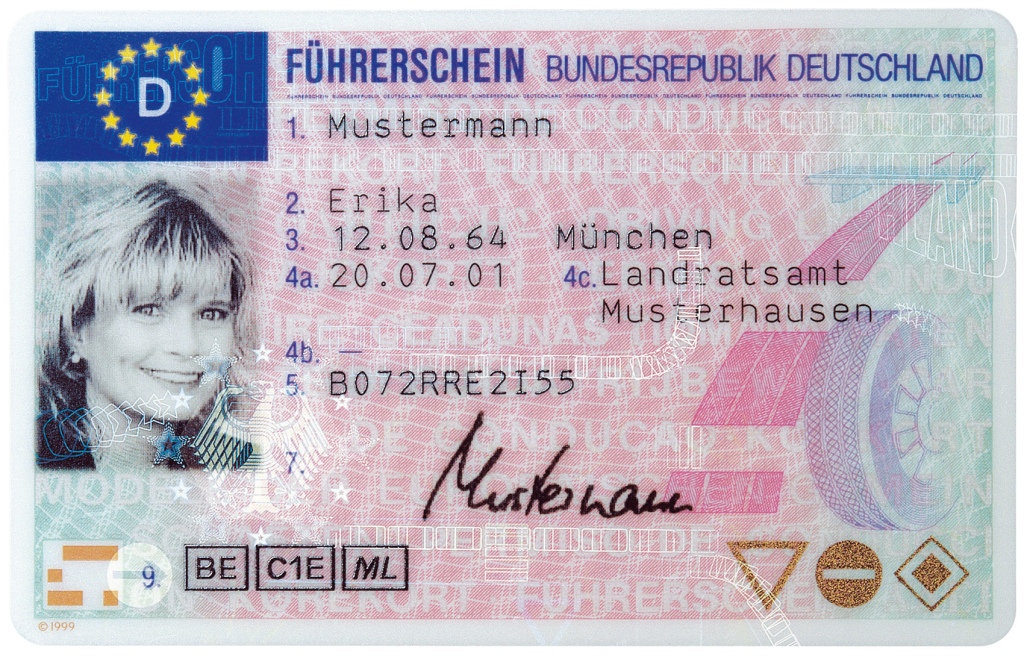 D
FÜHRERSCHEIN BUNDESREPUBLIK DEUTSCHLAND
1. Mustermann
2. Erika
3. 12.08.64 München
4a. 20.07.01 4c. Landratsamt
Musterhausen
4b. —
5. B072RRE2I55
7. Mustermann
9. BE C1E ML
©1999